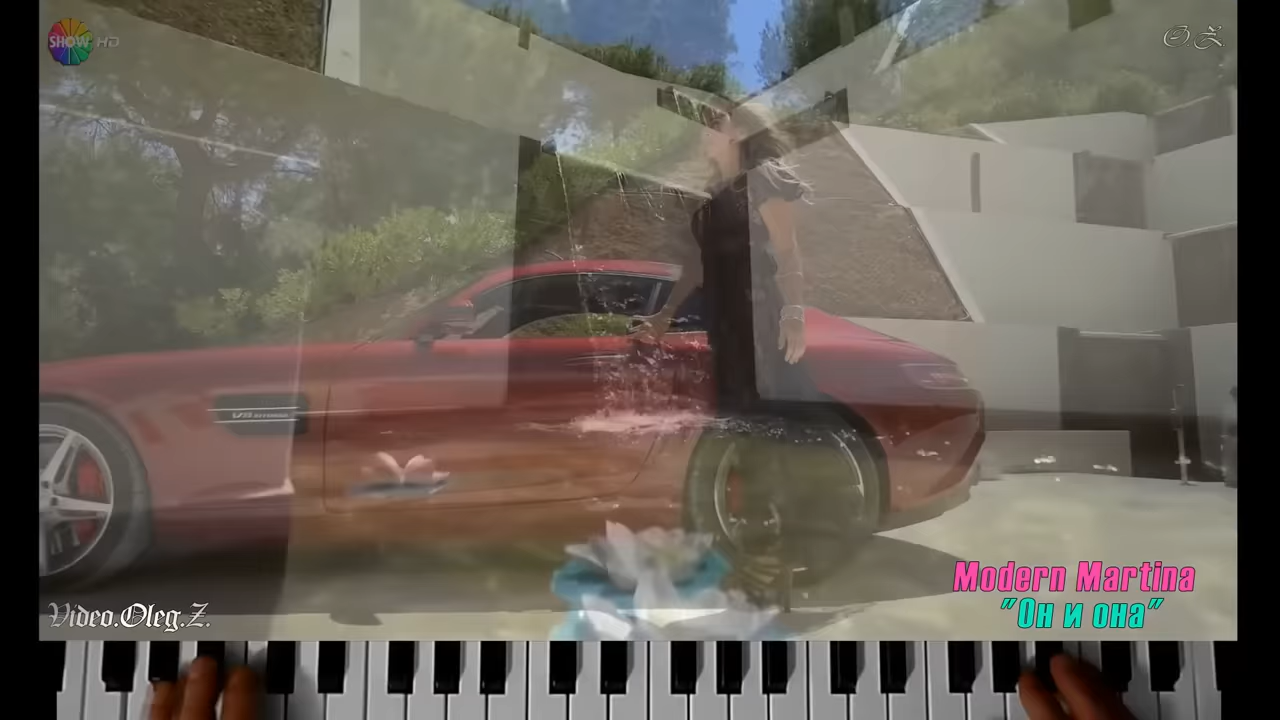 SHOW HD
O.Z
V8 BITURBO
Modern Martina
"Он и она"
Video.Oleg.Z.